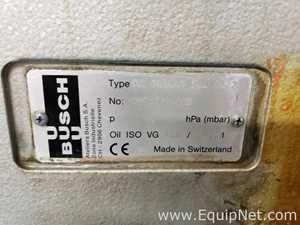 BUSCH
Ateliers Busch S.A.
Zone Industrielle
CH - 2906 Chevenez
Type
No:
p hPa (mbar)
Oil ISO VG / 1
CE Made in Switzerland
www.EquipNet.com